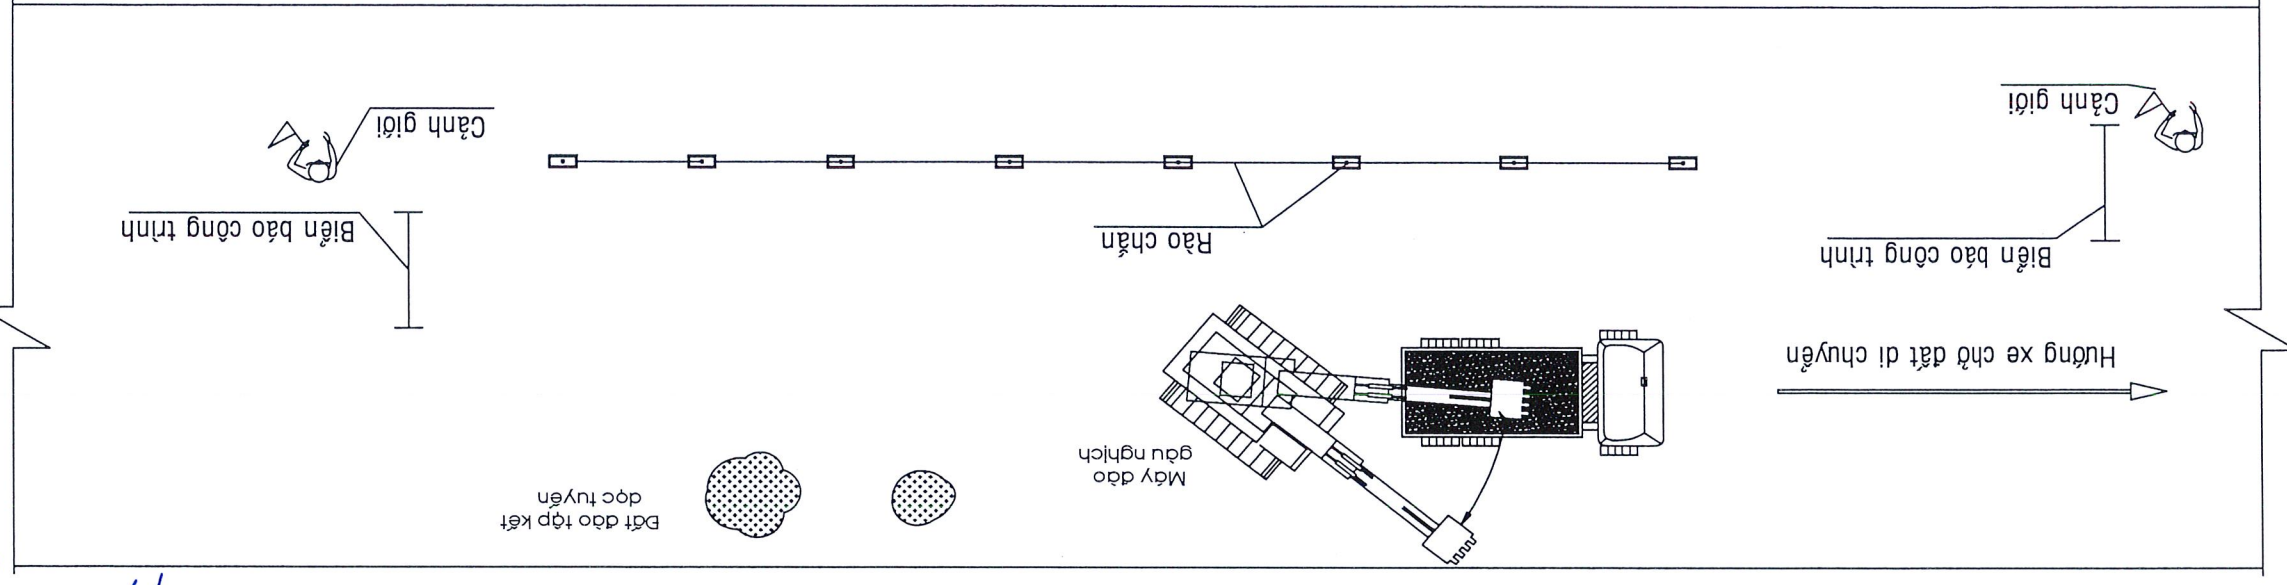 Đất đào tập kết
dọc tuyến
Máy đào
gàu nghịch
Hướng xe chở đất di chuyển
Biển báo công trình
Rào chắn
Biển báo công trình
Cảnh giới
Cảnh giới